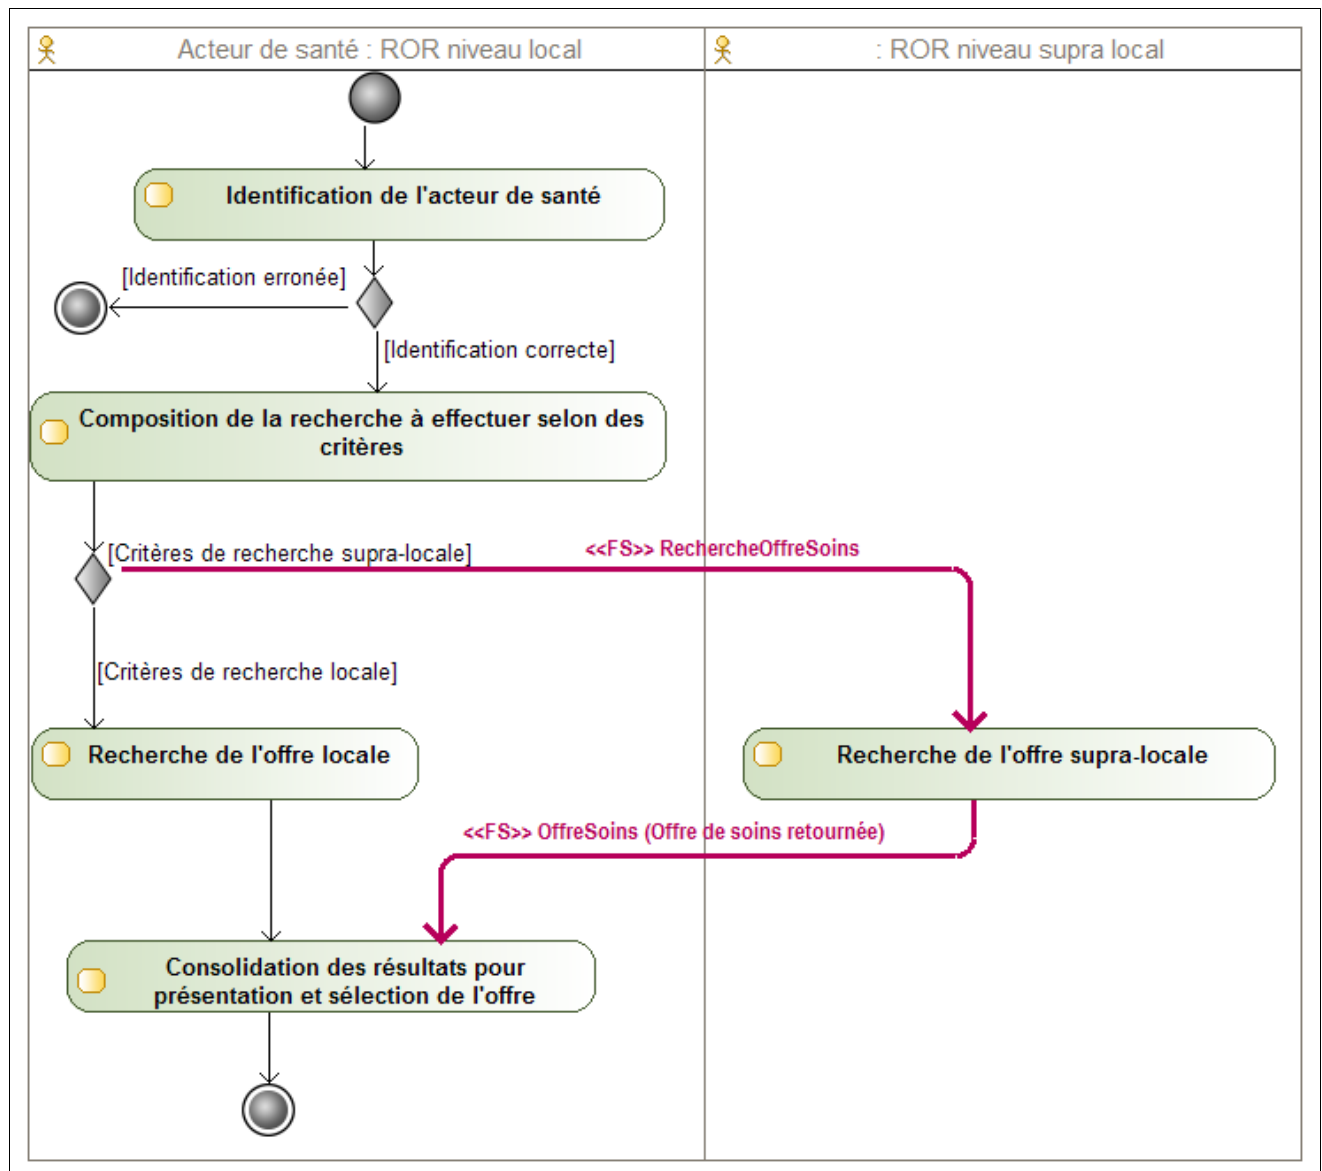 Acteur de santé : ROR niveau local
: ROR niveau supra local
Identification de l'acteur de santé
[Identification erronée]
[Identification correcte]
Composition de la recherche à effectuer selon des
critères
[Critères de recherche supra-locale]
<<FS>> RechercheOffreSoins
[Critères de recherche locale]
Recherche de l'offre locale
Recherche de l'offre supra-locale
<<FS>> OffreSoins (Offre de soins retournée)
Consolidation des résultats pour
présentation et sélection de l'offre